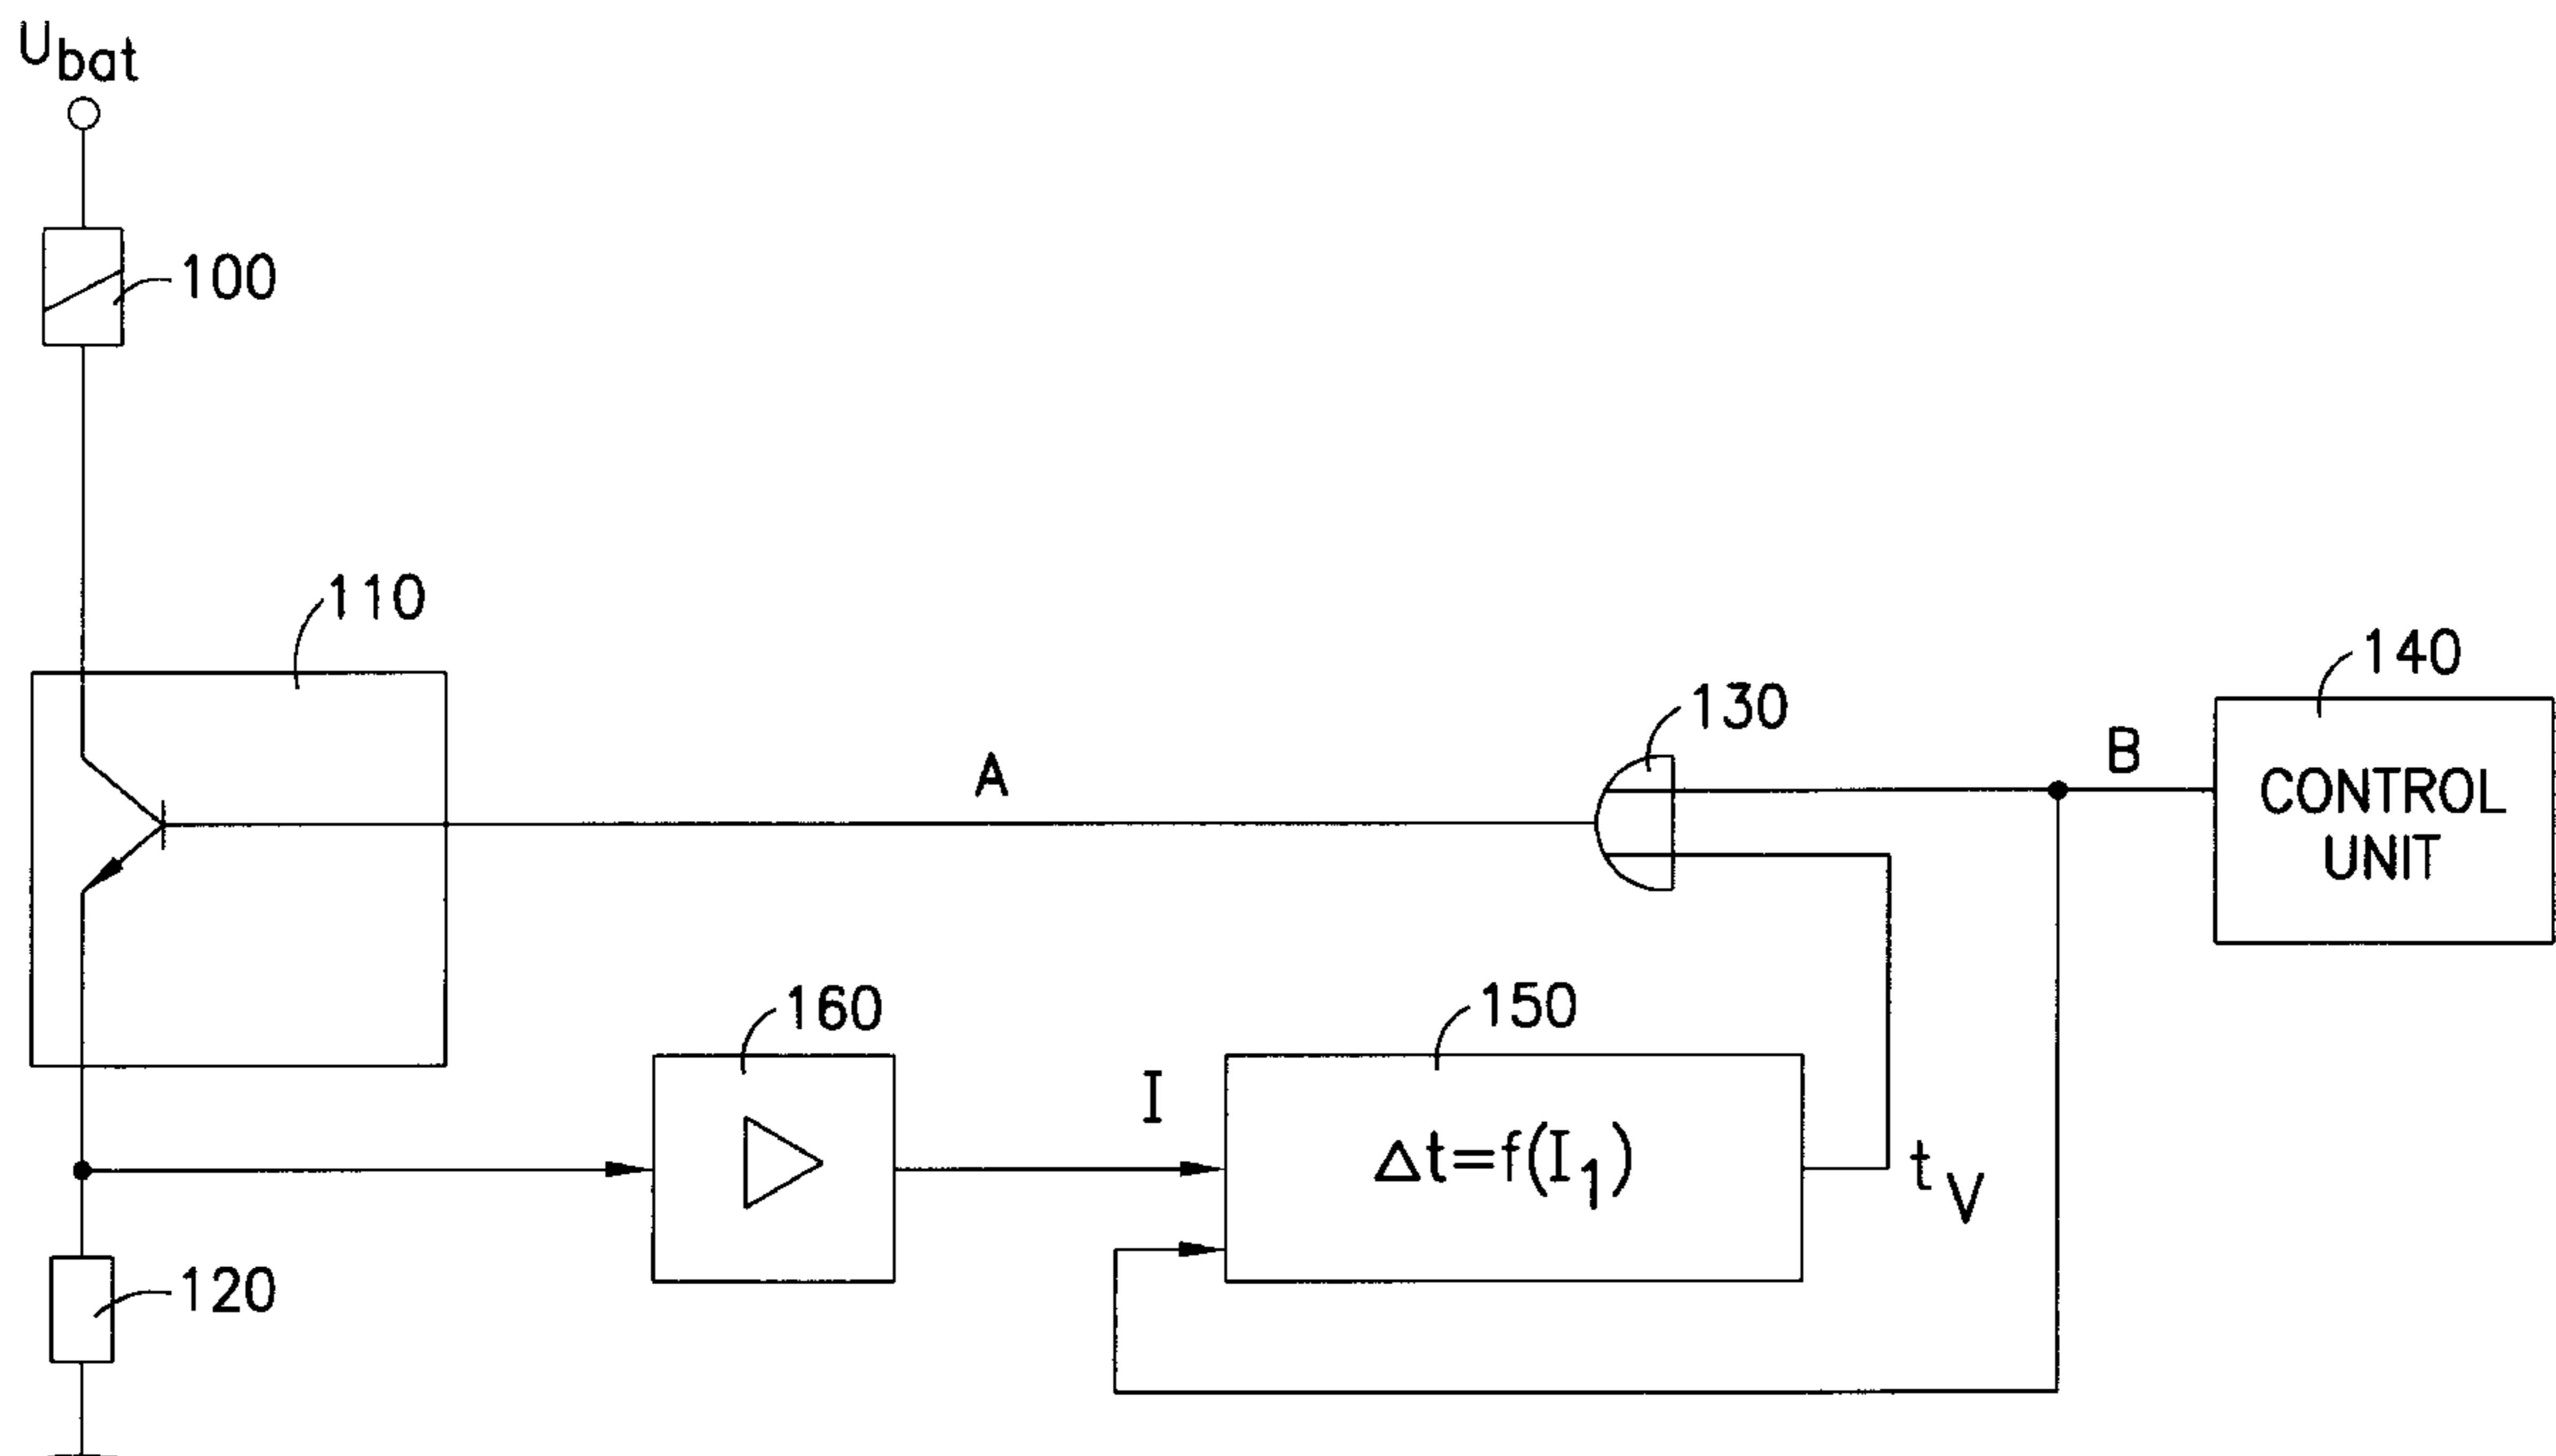 Ubat
100
110
140
130
B
A
CONTROL
UNIT
160
150
I
Δt=f(I1)
tV
120